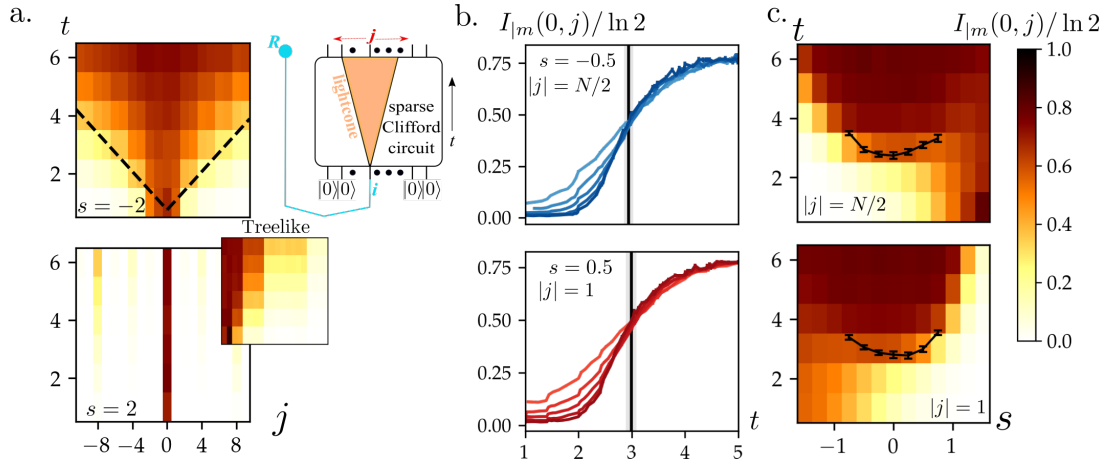 a.
t
6
4
2
s = −2
R
j
lightcone
sparse
Clifford
circuit
t
|0⟩|0⟩ |0⟩|0⟩
i
Treelike
6
4
2
s = 2
−8 −4 0 4 8
j
b.
I|m(0, j)/ ln 2
0.75
0.50
0.25
0.00
s = −0.5
|j| = N/2
0.75
0.50
0.25
0.00
s = 0.5
|j| = 1
1 2 3 4 5
t
c.
t
I|m(0, j)/ ln 2
6
4
2
|j| = N/2
6
4
2
|j| = 1
−1 0 1
s
1.0
0.8
0.6
0.4
0.2
0.0